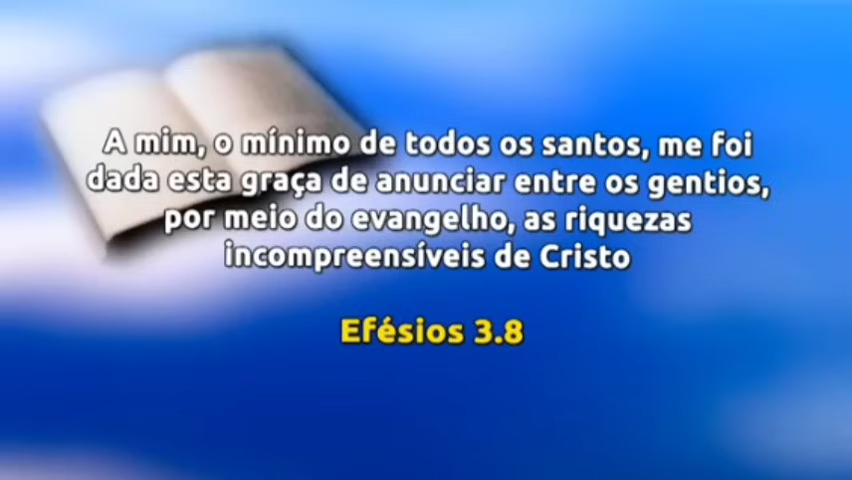 A mim, o mínimo de todos os santos, me foi
dada esta graça de anunciar entre os gentios,
por meio do evangelho, as riquezas
incompreensíveis de Cristo
Efésios 3.8